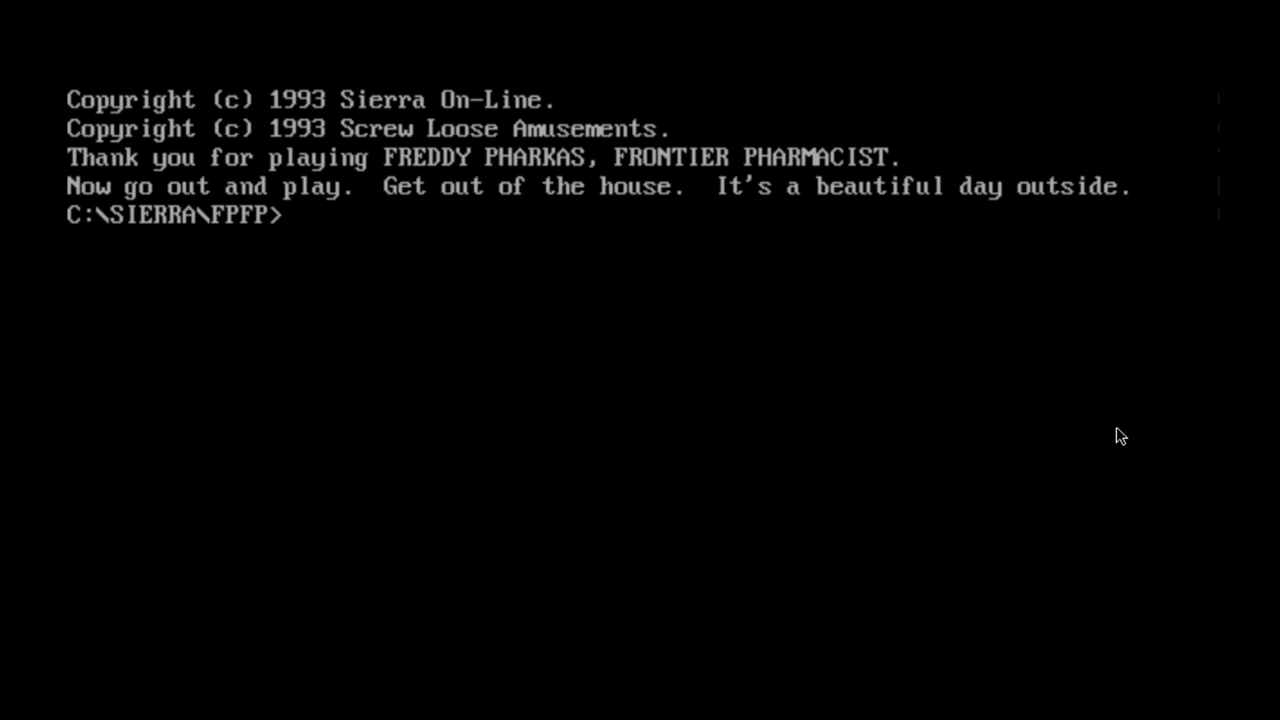 Copyright (c) 1993 Sierra On-Line.
Copyright (c) 1993 Screw Loose Amusements.
Thank you for playing FREDDY PHARKAS, FRONTIER PHARMACIST.
Now go out and play.  Get out of the house.  It's a beautiful day outside.
C:\SIERRA\FPFP>